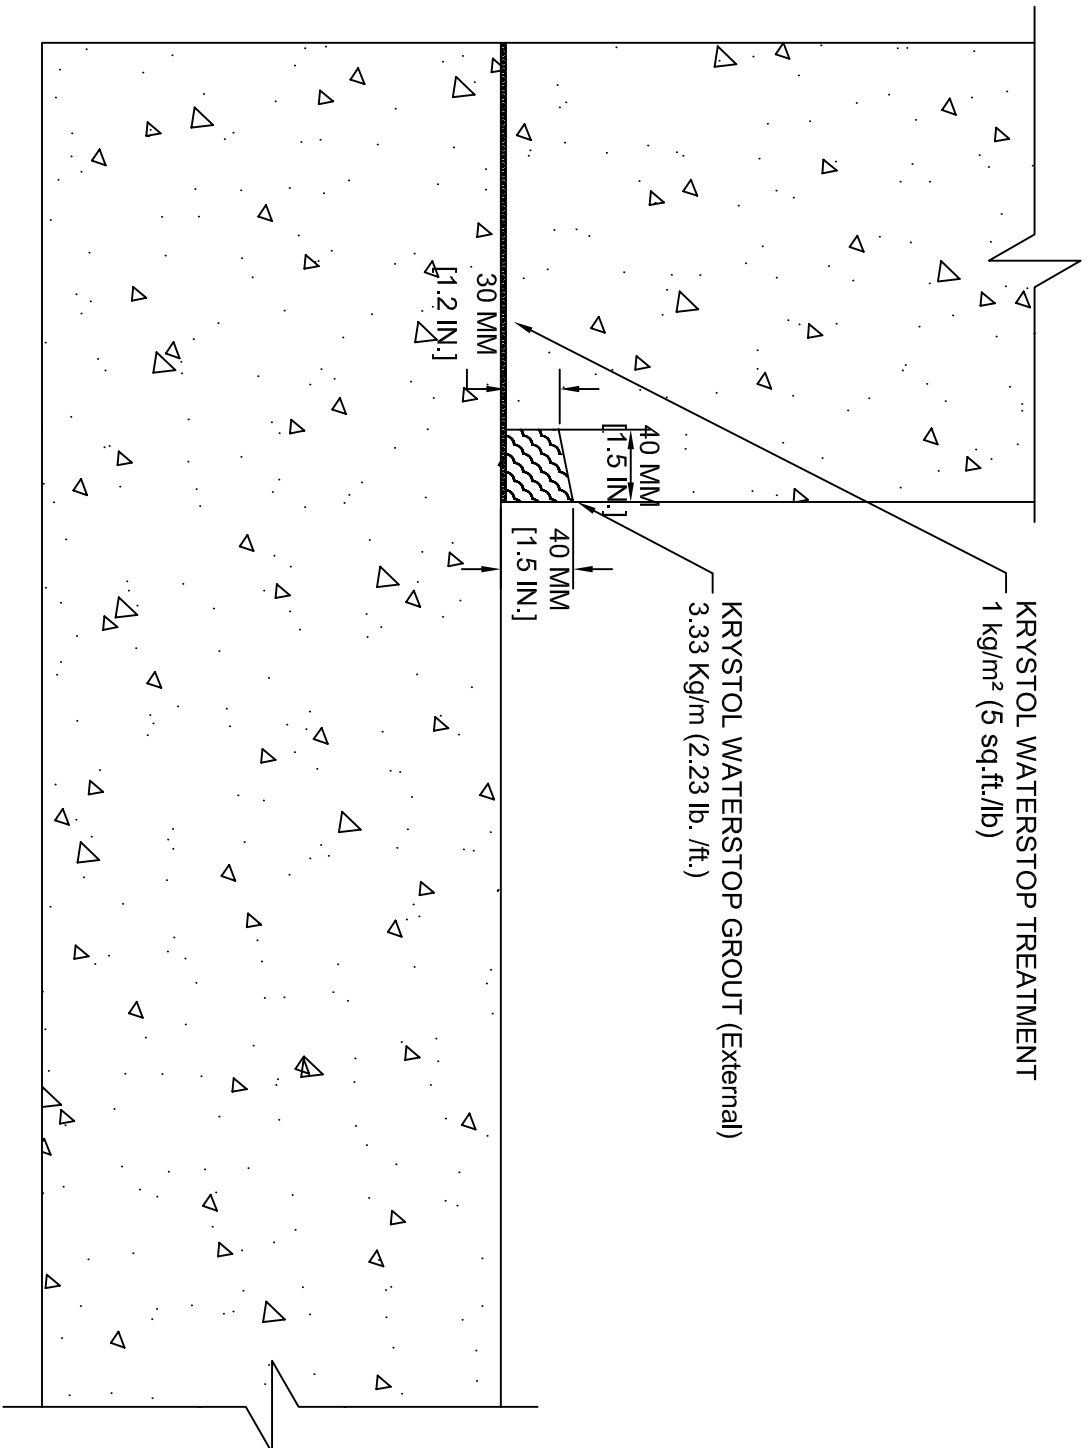 KRYSTOL WATERSTOP TREATMENT
1 kg/m² (5 sq.ft./lb)
KRYSTOL WATERSTOP GROUT (External)
3.33 Kg/m (2.23 lb. /ft.)
40 MM
[1.5 IN.]
40 MM
[1.5 IN.]
30 MM
[1.2 IN.]